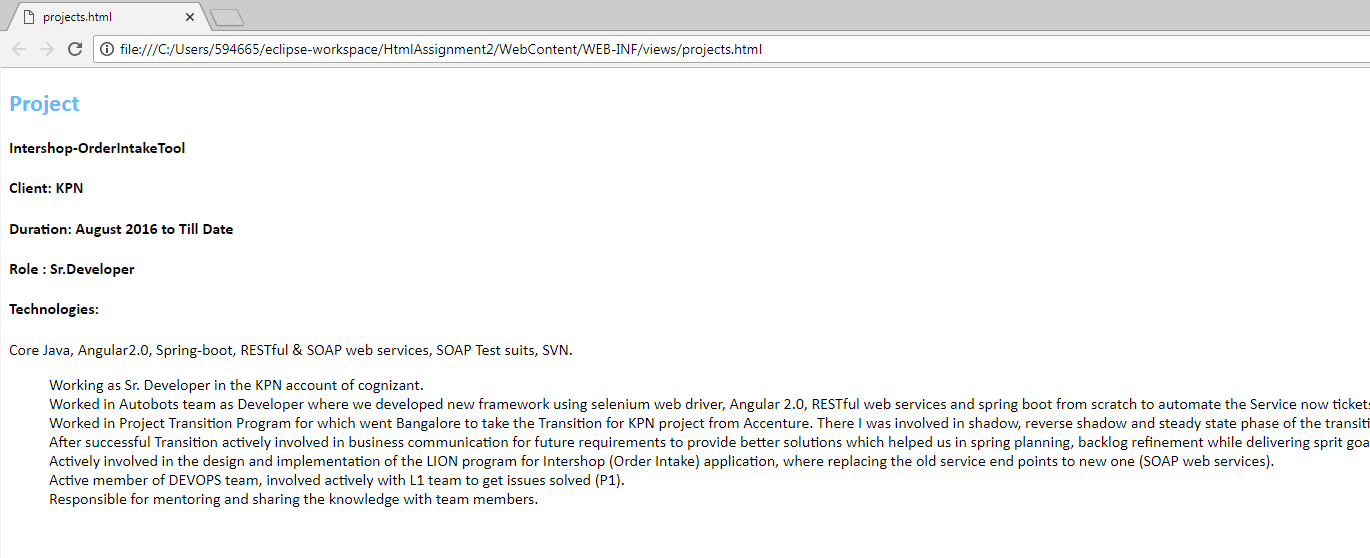 projects.html
file:///C:/Users/594665/eclipse-workspace/HtmlAssignment2/WebContent/WEB-INF/views/projects.html
Project
Intershop-OrderIntakeTool
Client: KPN
Duration: August 2016 to Till Date
Role : Sr.Developer
Technologies:
Core Java, Angular2.0, Spring-boot, RESTful & SOAP web services, SOAP Test suits, SVN.
Working as Sr. Developer in the KPN account of cognizant.
Worked in Autobots team as Developer where we developed new framework using selenium web driver, Angular 2.0, RESTful web services and spring boot from scratch to automate the Service now tickets
Worked in Project Transition Program for which went Bangalore to take the Transition for KPN project from Accenture. There I was involved in shadow, reverse shadow and steady state phase of the transiti
After successful Transition actively involved in business communication for future requirements to provide better solutions which helped us in spring planning, backlog refinement while delivering sprit goa
Actively involved in the design and implementation of the LION program for Intershop (Order Intake) application, where replacing the old service end points to new one (SOAP web services).
Active member of DEVOPS team, involved actively with L1 team to get issues solved (P1).
Responsible for mentoring and sharing the knowledge with team members.